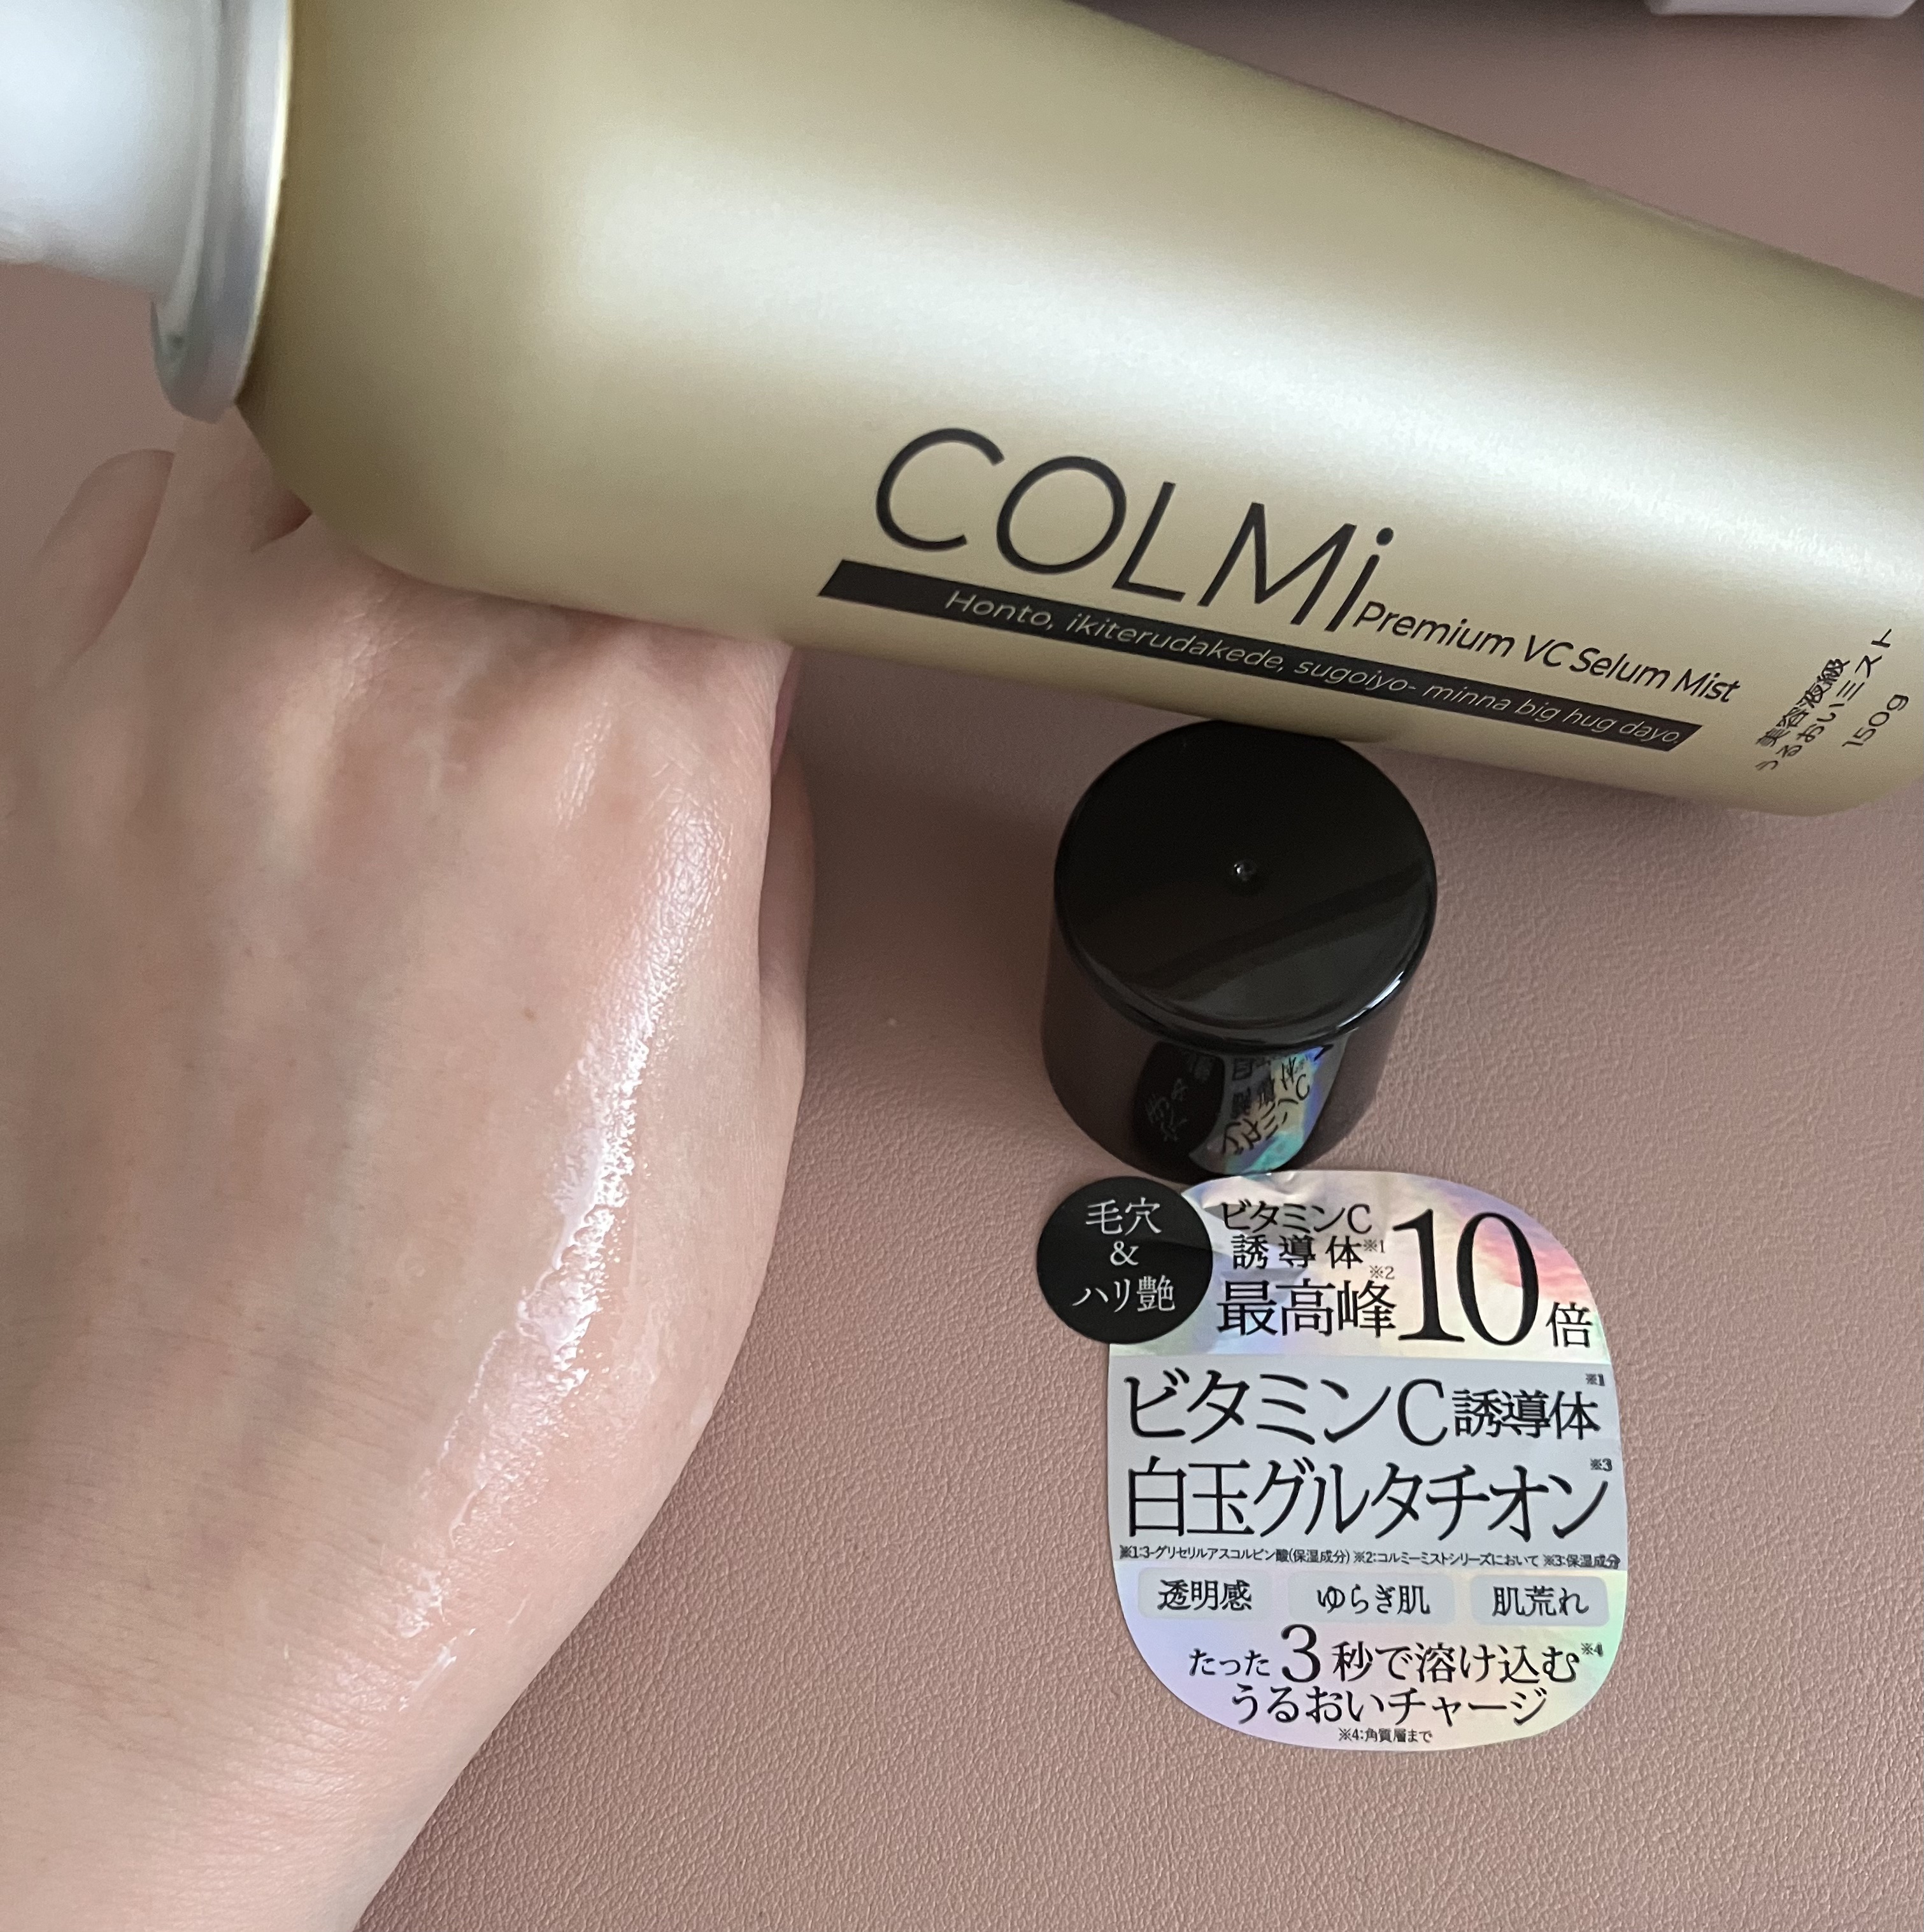 COLMi
Premium VC Selum Mist
Honto, ikiterudakede, sugoiyo- minna big hug dayo,
美容液級
うるおいミスト
150g
毛穴
&
ハリ艶
ビタミンC
誘導体※1
最高峰※2 10倍
ビタミンC誘導体※1
白玉グルタチオン※3
※1:3-グリセリルアスコルビン酸(保湿成分) ※2:コルミーミストシリーズにおいて ※3:保湿成分
透明感 ゆらぎ肌 肌荒れ
たった3秒で溶け込む※4
うるおいチャージ
※4:角質層まで